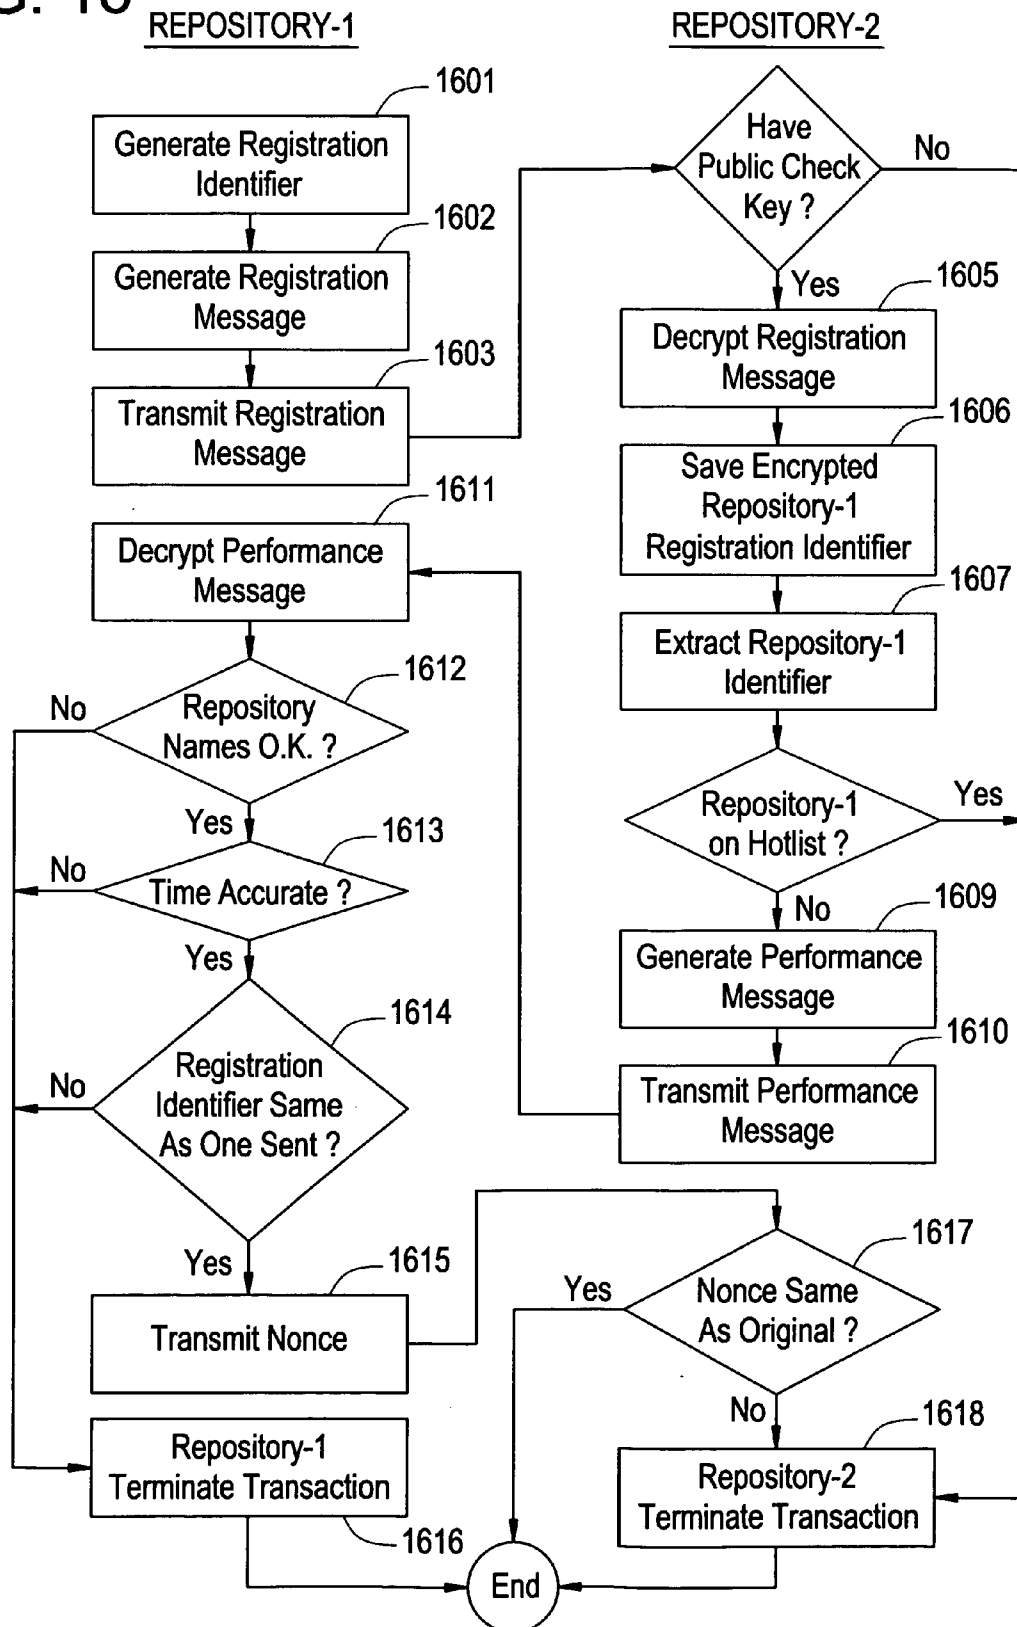 G. 16
REPOSITORY-1
1601
Generate Registration
Identifier
1602
Generate Registration
Message
1603
Transmit Registration
Message
1611
Decrypt Performance
Message
1612
Repository
Names O.K. ?
No
Yes
1613
Time Accurate ?
No
Yes
1614
Registration
Identifier Same
As One Sent ?
No
Yes
1615
Transmit Nonce
Repository-1
Terminate Transaction
1616
REPOSITORY-2
Have
Public Check
Key ?
No
Yes
1605
Decrypt Registration
Message
1606
Save Encrypted
Repository-1
Registration Identifier
1607
Extract Repository-1
Identifier
Repository-1
on Hotlist ?
Yes
No
1609
Generate Performance
Message
1610
Transmit Performance
Message
1617
Nonce Same
As Original ?
Yes
No
1618
Repository-2
Terminate Transaction
End